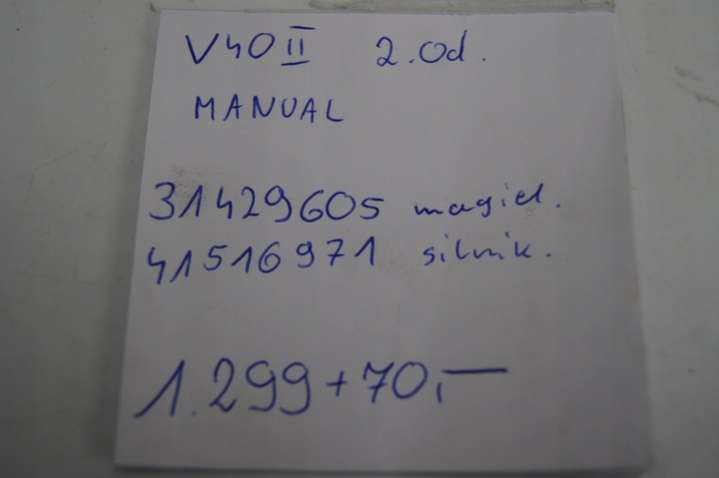 V40 II 2.0d.
MANUAL
31429605 magiel.
41516971 silnik.
1.299+70,—